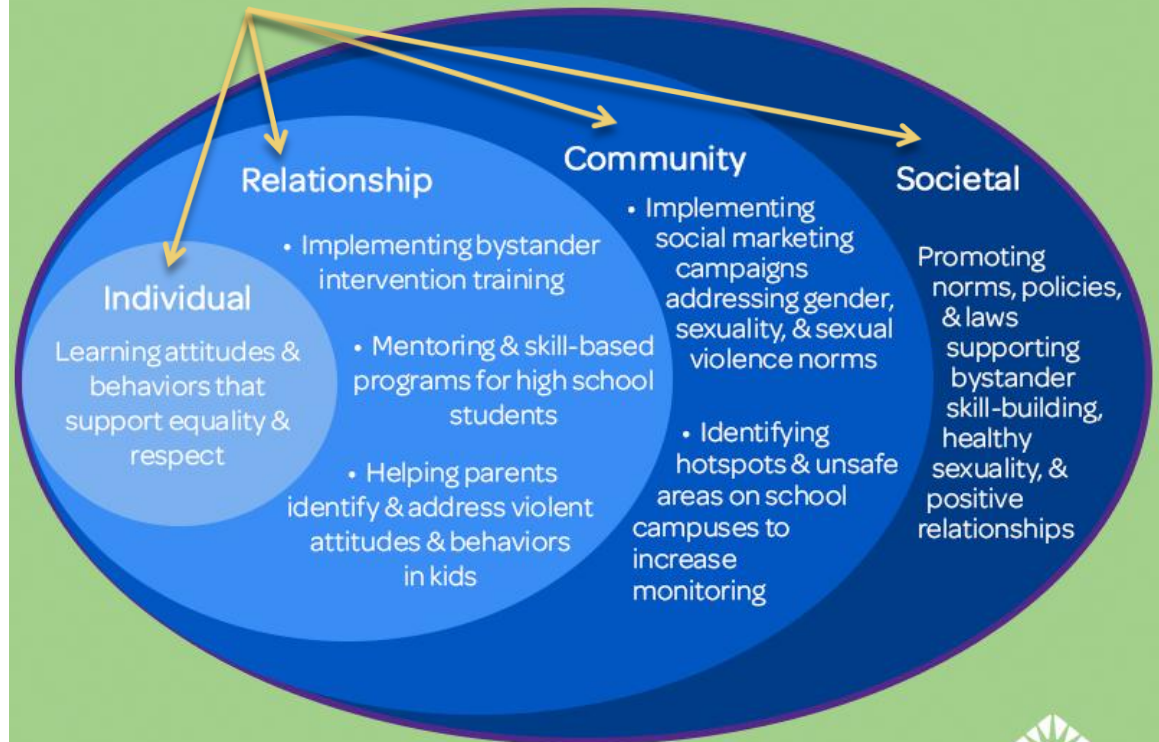 Individual
Learning attitudes &
behaviors that
support equality &
respect
Relationship
• Implementing bystander
intervention training
• Mentoring & skill-based
programs for high school
students
• Helping parents
identify & address violent
attitudes & behaviors
in kids
Community
• Implementing
social marketing
campaigns
addressing gender,
sexuality, & sexual
violence norms
• Identifying
hotspots & unsafe
areas on school
campuses to
increase
monitoring
Societal
Promoting
norms, policies,
& laws
supporting
bystander
skill-building,
healthy
sexuality, &
positive
relationships